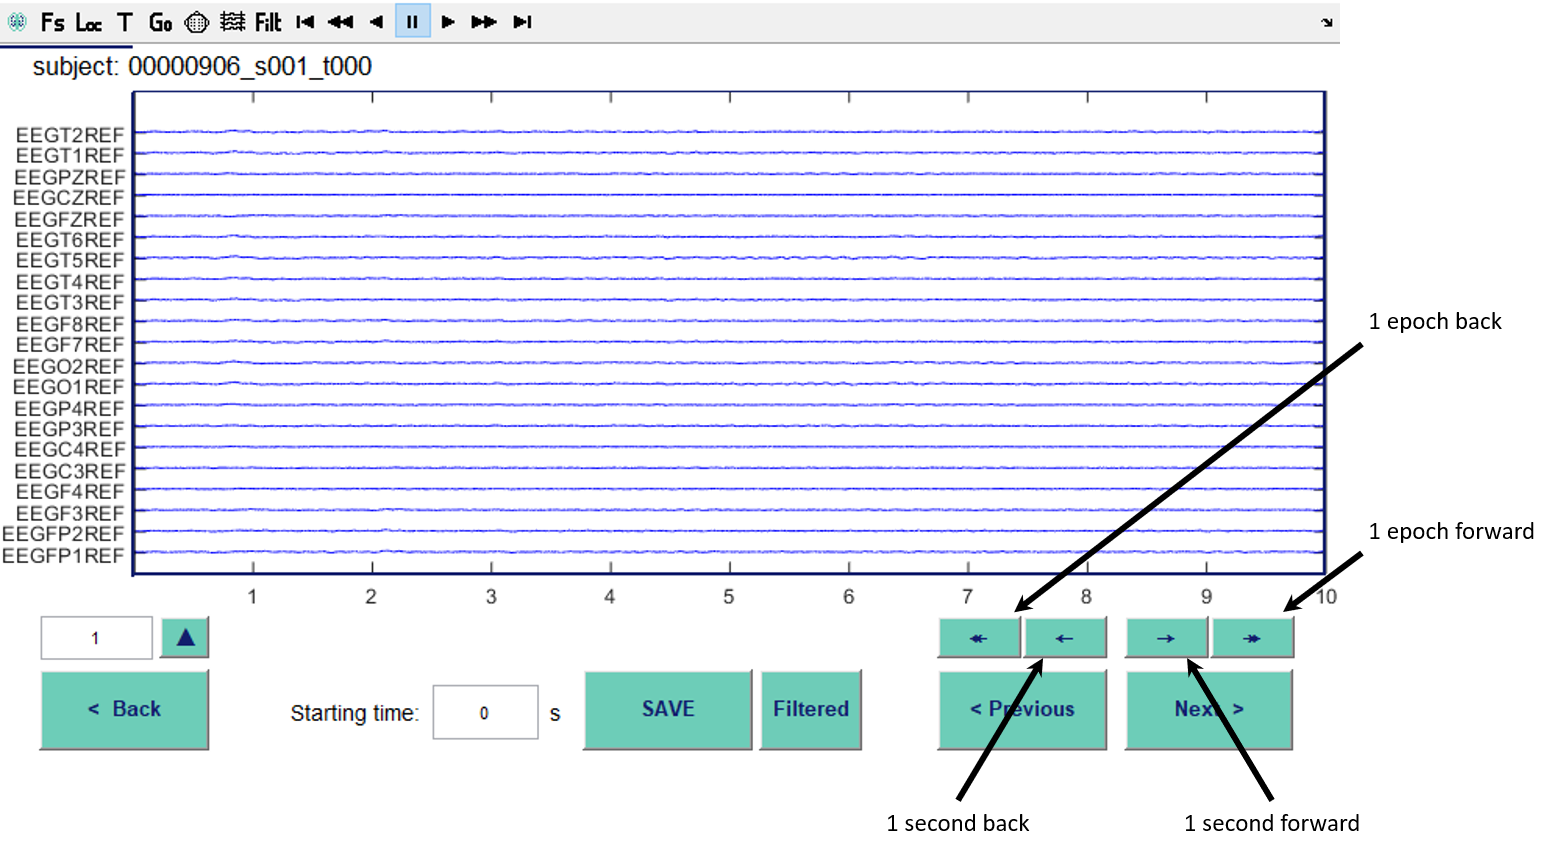 Fs Loc T Go Filt
subject: 00000906_s001_t000
EEGT2REF
EEGT1REF
EEGPZREF
EEGCZREF
EEGFZREF
EEGT6REF
EEGT5REF
EEGT4REF
EEGT3REF
EEGF8REF
EEGF7REF
EEGO2REF
EEGO1REF
EEGP4REF
EEGP3REF
EEGC4REF
EEGC3REF
EEGF4REF
EEGF3REF
EEGFP2REF
EEGFP1REF
1 epoch back
1 epoch forward
1 2 3 4 5 6 7 8 9 10
1 ▲ ↞ ← → ↠
< Back Starting time: 0 s SAVE Filtered < Previous Next >
1 second back 1 second forward